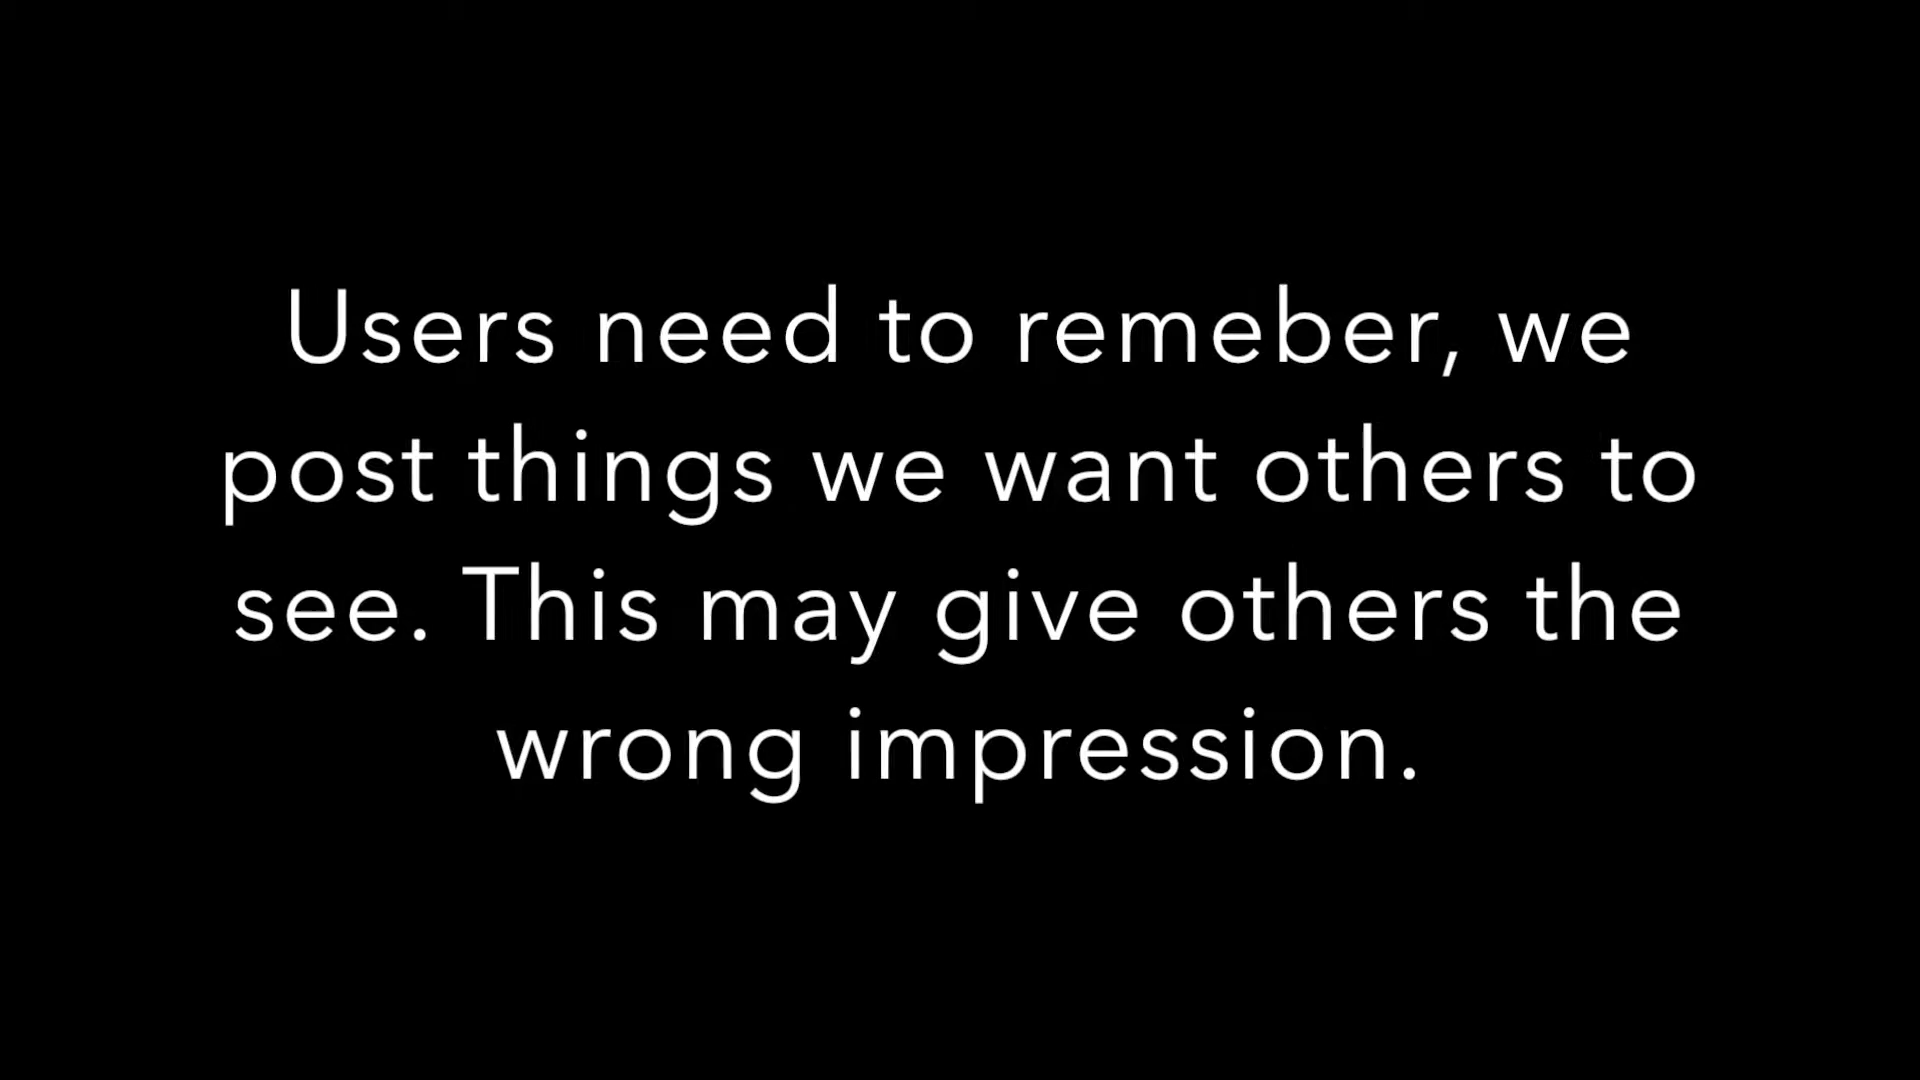 Users need to remeber, we
post things we want others to
see. This may give others the
wrong impression.